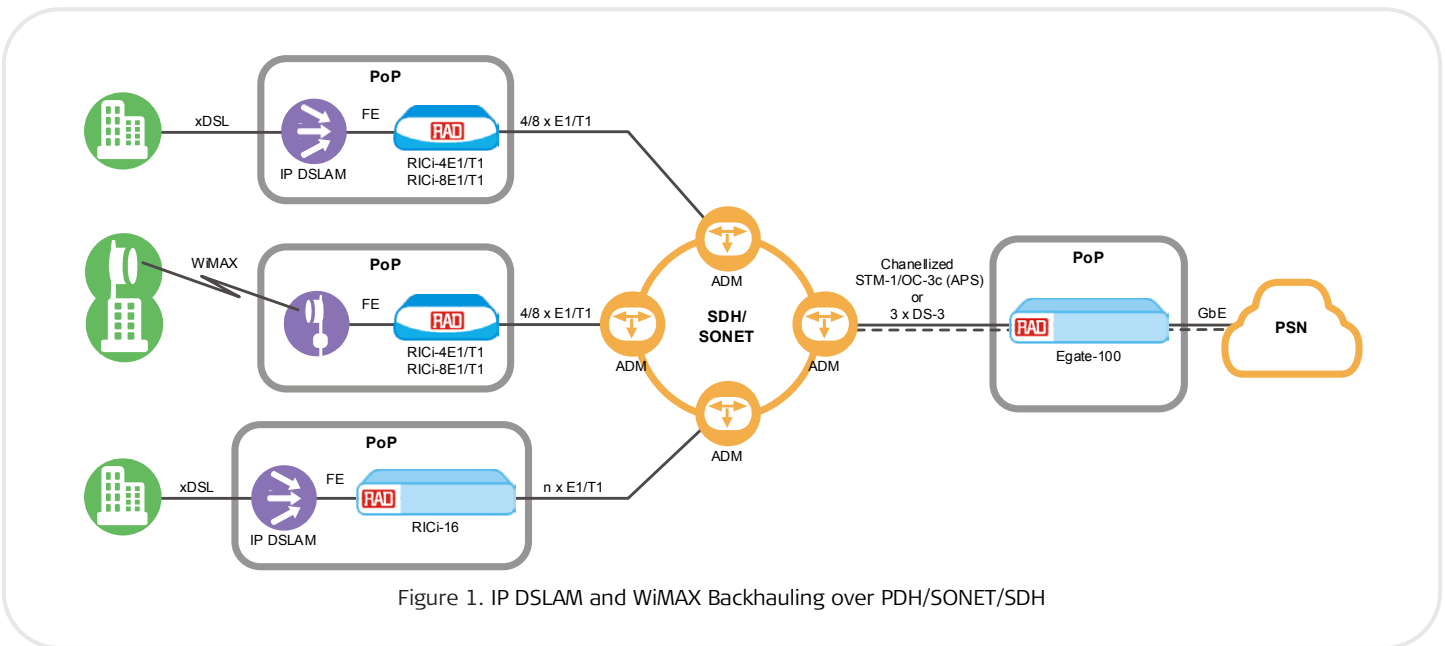 PoP
xDSL
FE
RAD
4/8 x E1/T1
IP DSLAM
RICi-4E1/T1
RICi-8E1/T1
WiMAX
PoP
FE
RAD
4/8 x E1/T1
RICi-4E1/T1
RICi-8E1/T1
PoP
xDSL
FE
RAD
n x E1/T1
IP DSLAM
RICi-16
ADM
ADM
SDH/
SONET
ADM
ADM
Chanellized
STM-1/OC-3c (APS)
or
3 x DS-3
PoP
RAD
Egate-100
GbE
PSN
Figure 1. IP DSLAM and WiMAX Backhauling over PDH/SONET/SDH